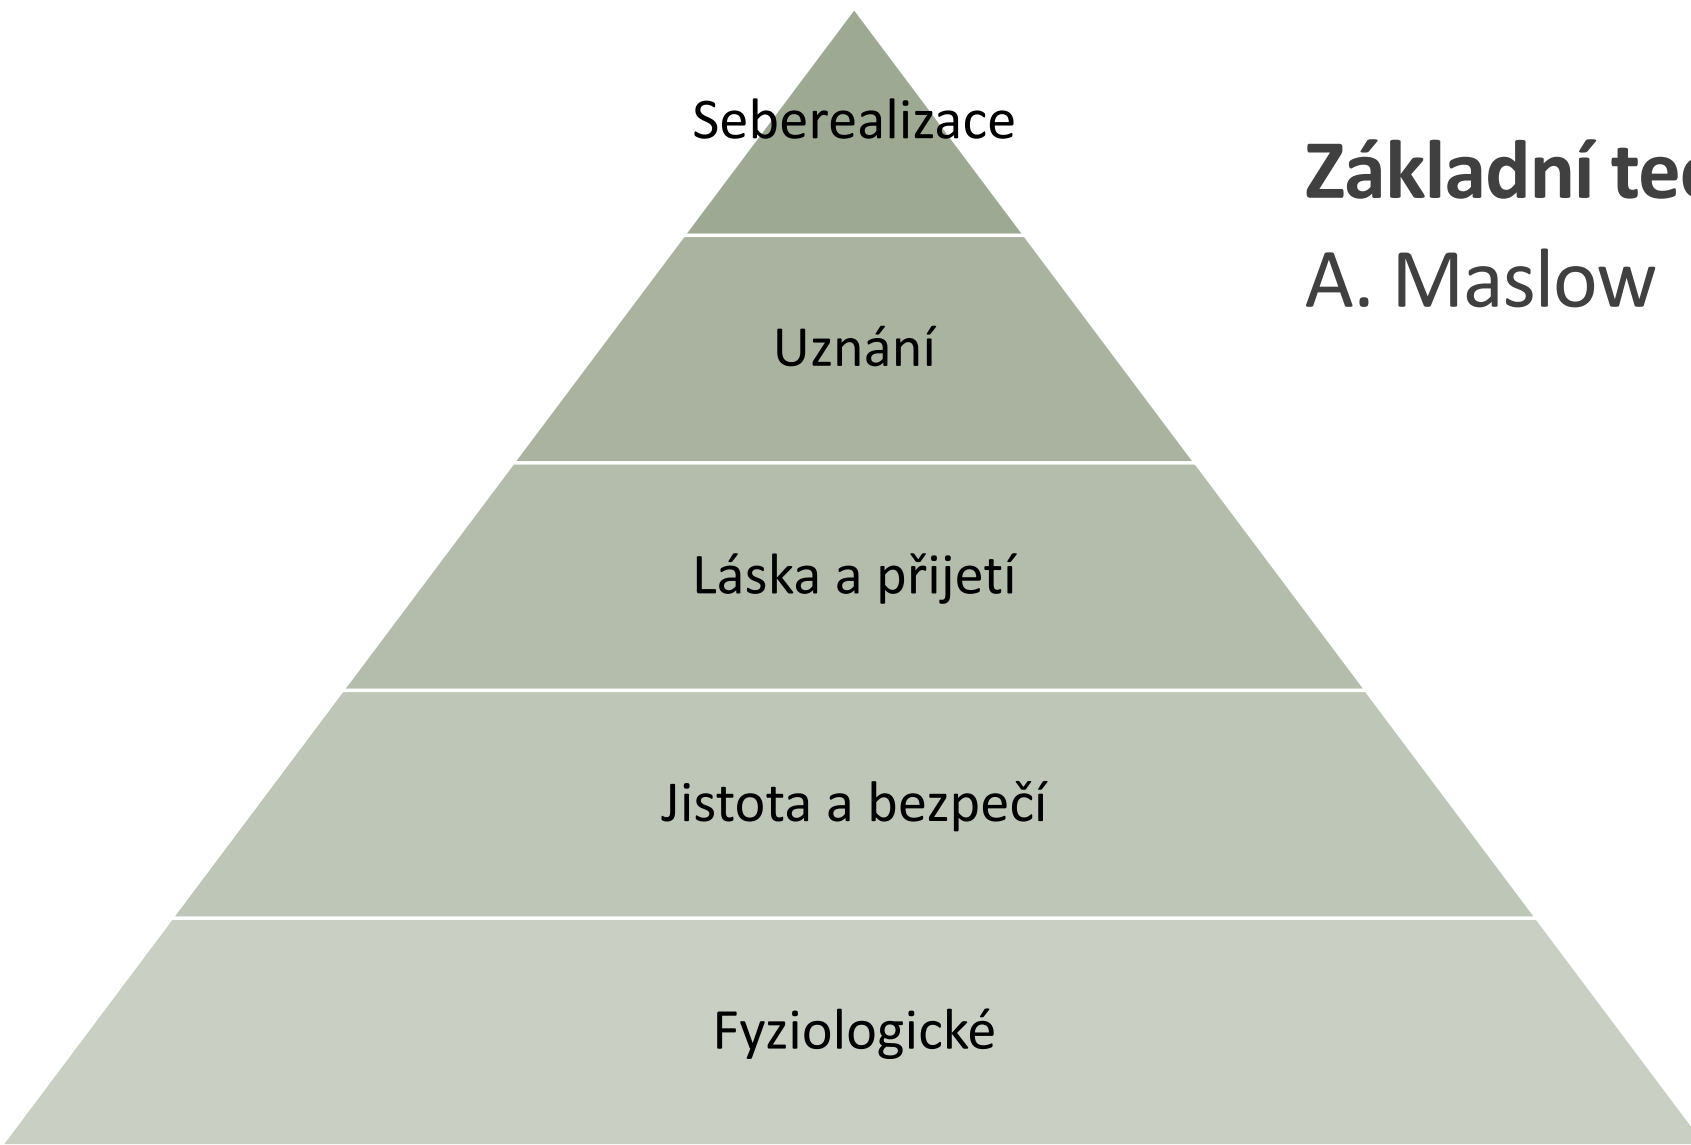 Seberealizace
Základní
A. Maslow
Uznání
Láska a přijetí
Jistota a bezpečí
Fyziologické